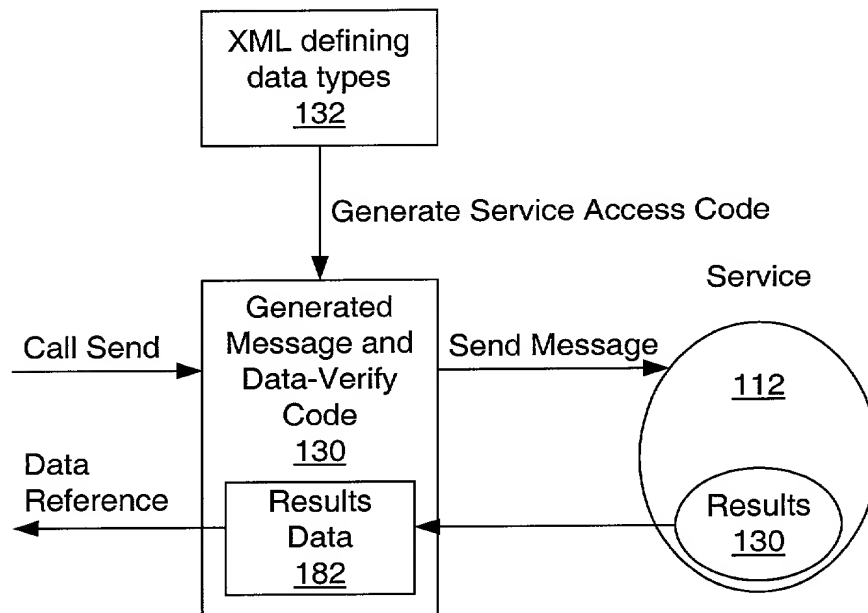 XML defining
data types
132
Generate Service Access Code
Service
Generated
Message and
Data-Verify
Code
130
Call Send
Send Message
112
Data
Reference
Results
Data
182
Results
130